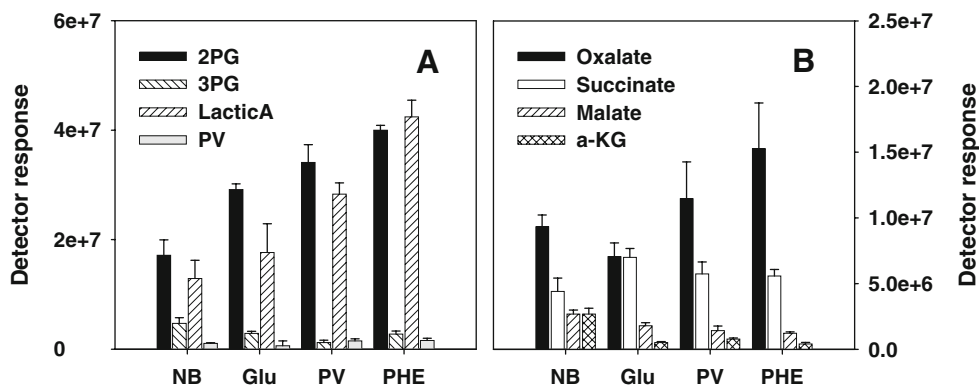 6e+7
4e+7
2e+7
0
Detector response
2PG
3PG
LacticA
PV
A
NB Glu PV PHE
Oxalate
Succinate
Malate
a-KG
B
NB Glu PV PHE
2.5e+7
2.0e+7
1.5e+7
1.0e+7
5.0e+6
0.0
Detector response